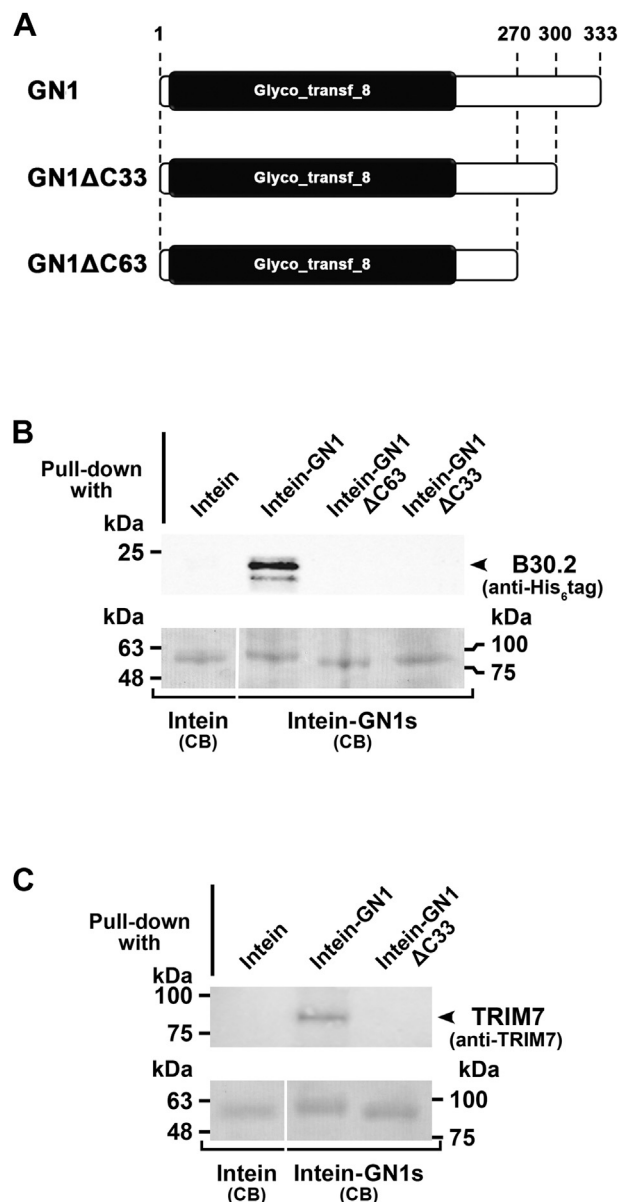 A
1 270 300 333
GN1 Glyco_transf_8
GN1ΔC33 Glyco_transf_8
GN1ΔC63 Glyco_transf_8
B
Pull-down
with
Intein
Intein-GN1
Intein-GN1
ΔC63
Intein-GN1
ΔC33
kDa
25
B30.2
(anti-His6tag)
kDa
63
48
100
75
Intein
(CB)
Intein-GN1s
(CB)
C
Pull-down
with
Intein
Intein-GN1
Intein-GN1
ΔC33
kDa
100
75
TRIM7
(anti-TRIM7)
kDa
kDa
63
48
100
75
Intein
(CB)
Intein-GN1s
(CB)